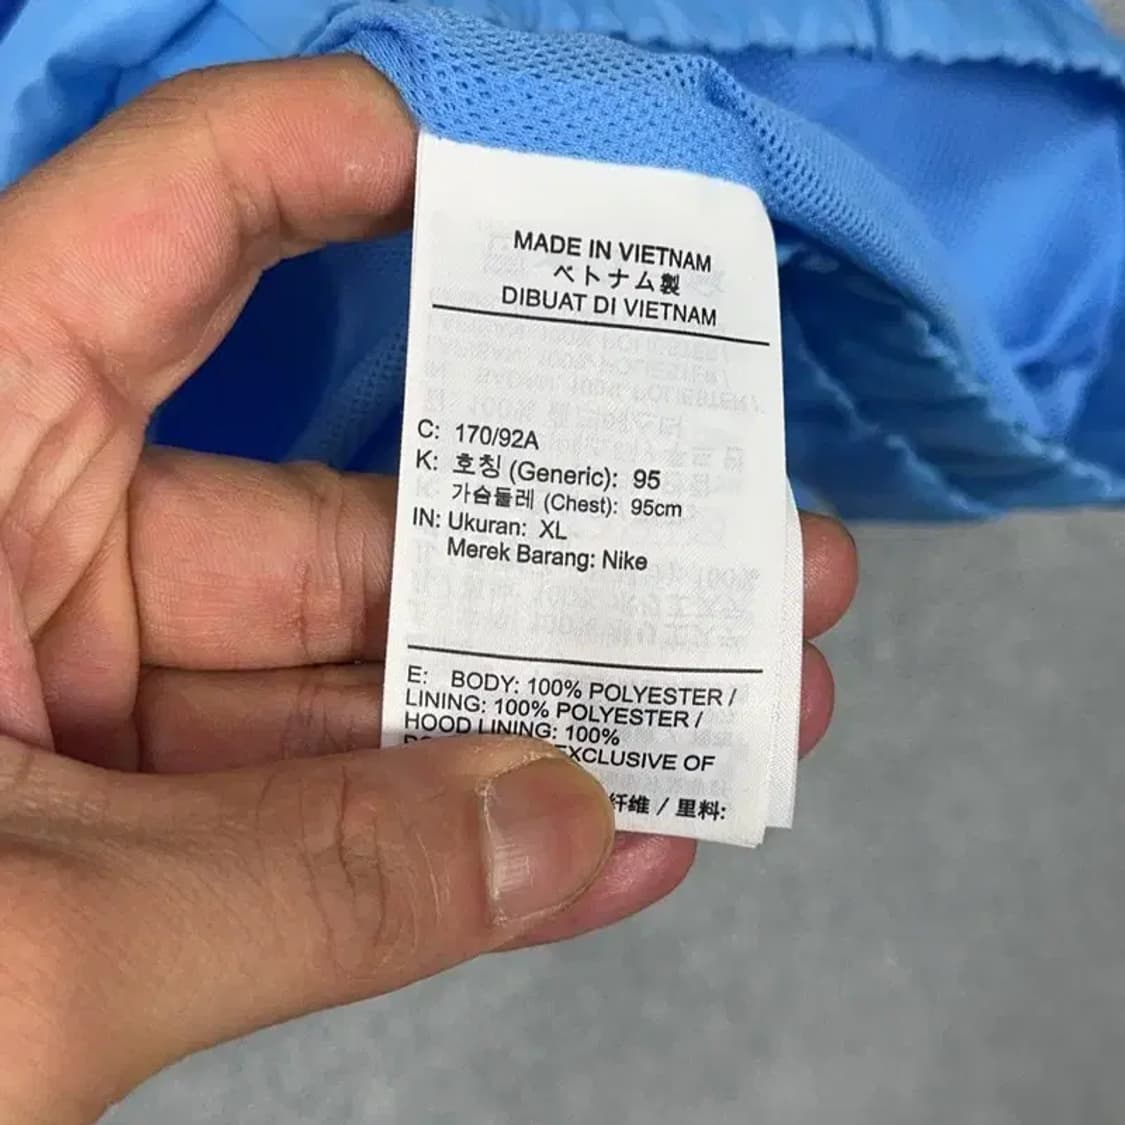 MADE IN VIETNAM
ベトナム製
DIBUAT DI VIETNAM
C: 170/92A
K: 호칭 (Generic): 95
가슴둘레 (Chest): 95cm
IN: Ukuran: XL
Merek Barang: Nike
E: BODY: 100% POLYESTER /
LINING: 100% POLYESTER /
HOOD LINING: 100%
EXCLUSIVE OF
纤维 / 里料: